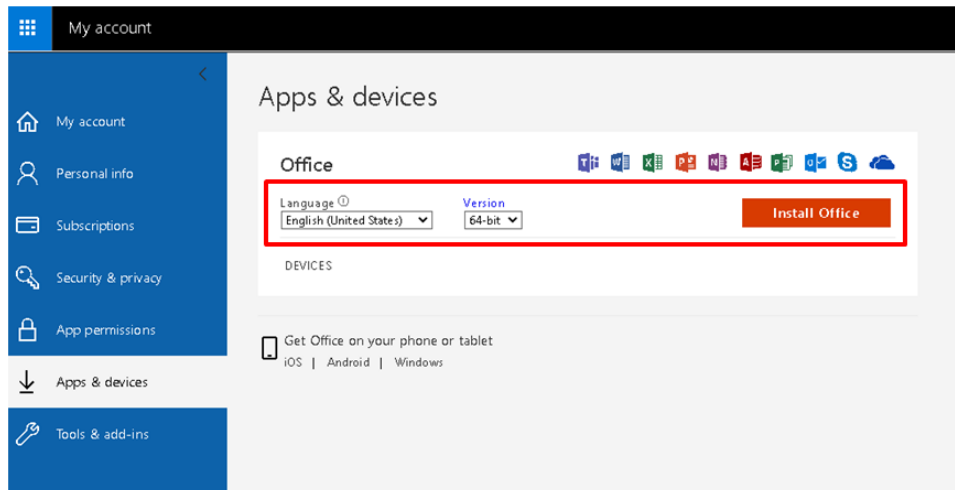 My account
My account
Personal info
Subscriptions
Security & privacy
App permissions
Apps & devices
Tools & add-ins
Apps & devices
Office
Language Version
English (United States) 64-bit Install Office
DEVICES
Get Office on your phone or tablet
iOS | Android | Windows